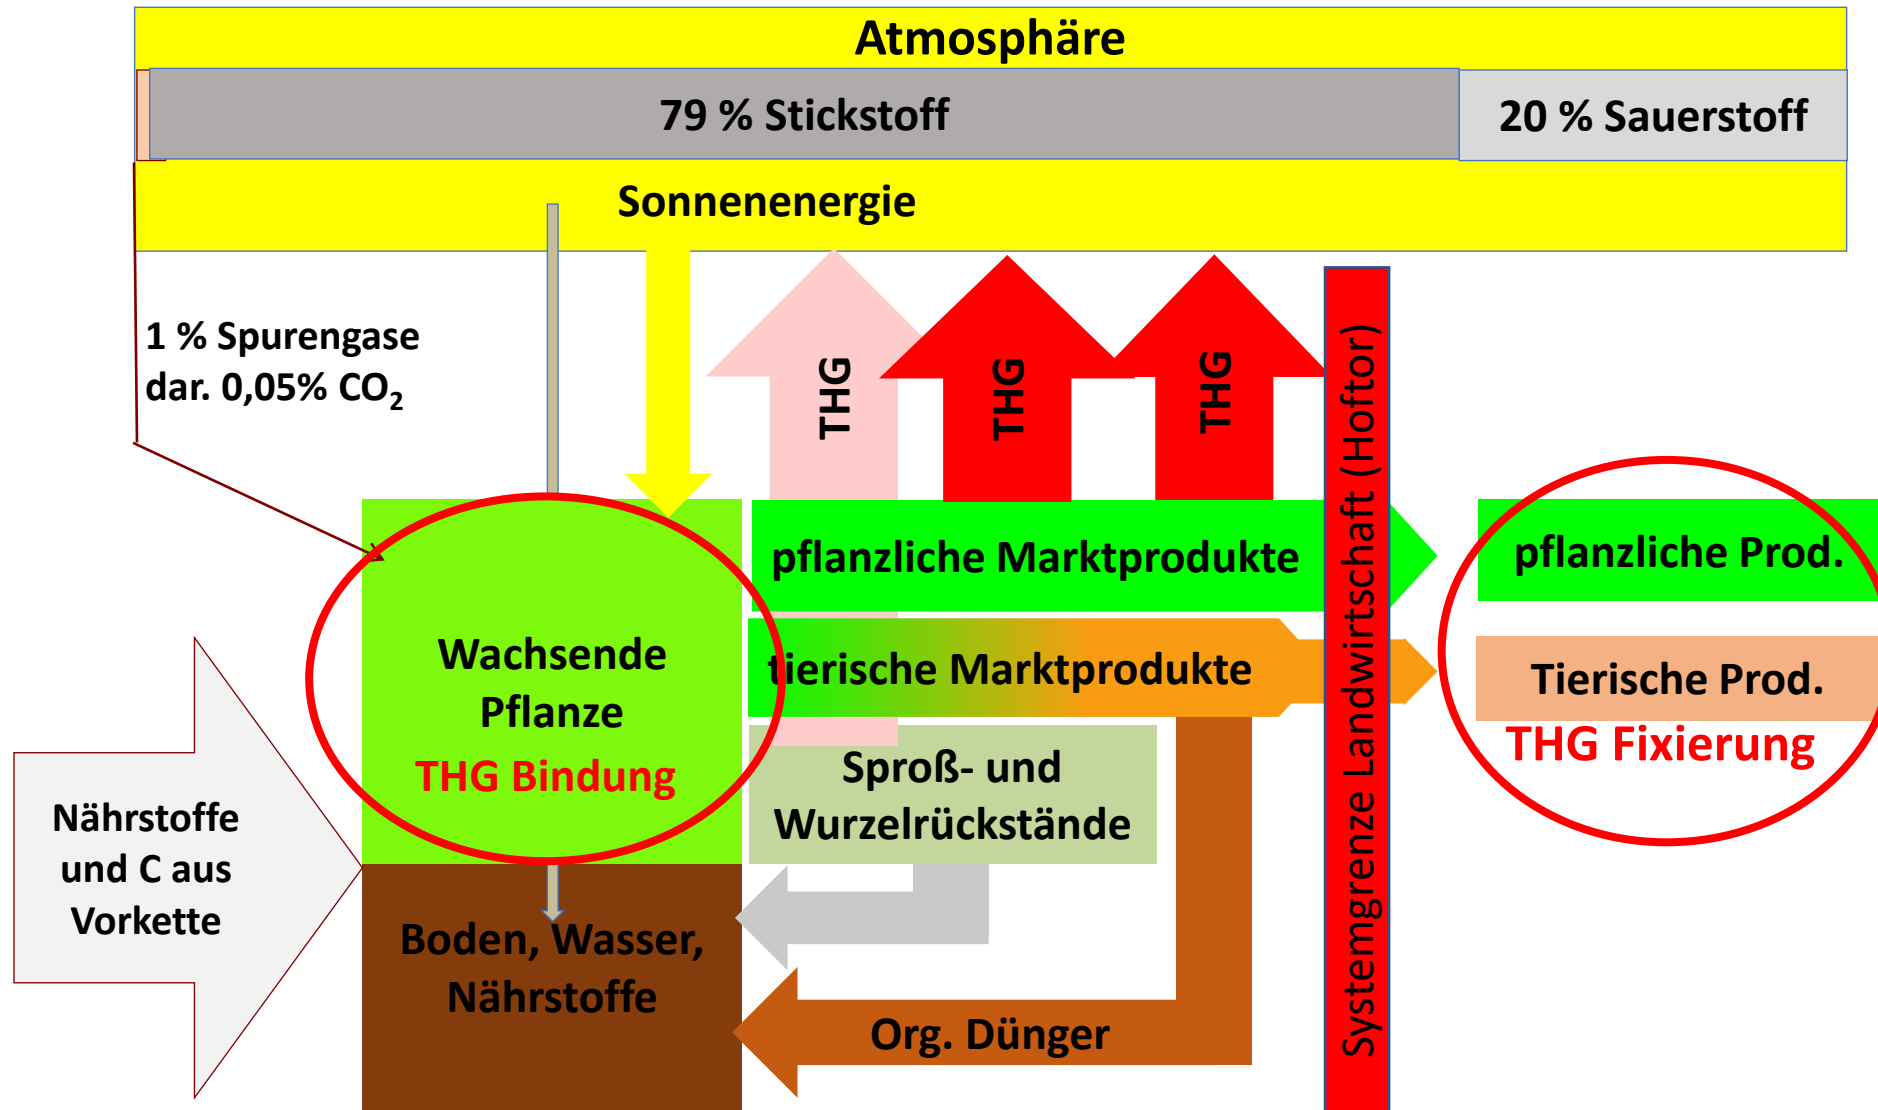 Atmosphäre
79 % Stickstoff
20 % Sauerstoff
Sonnenenergie
1 % Spurengase
dar. 0,05% CO₂
THG
THG
THG
Systemgrenze Landwirtschaft (Hoftor)
pflanzliche Marktprodukte
pflanzliche Prod.
Wachsende
Pflanze
THG Bindung
tierische Marktprodukte
Tierische Prod.
THG Fixierung
Sproß- und
Wurzelrückstände
Nährstoffe
und C aus
Vorkette
Boden, Wasser,
Nährstoffe
Org. Dünger